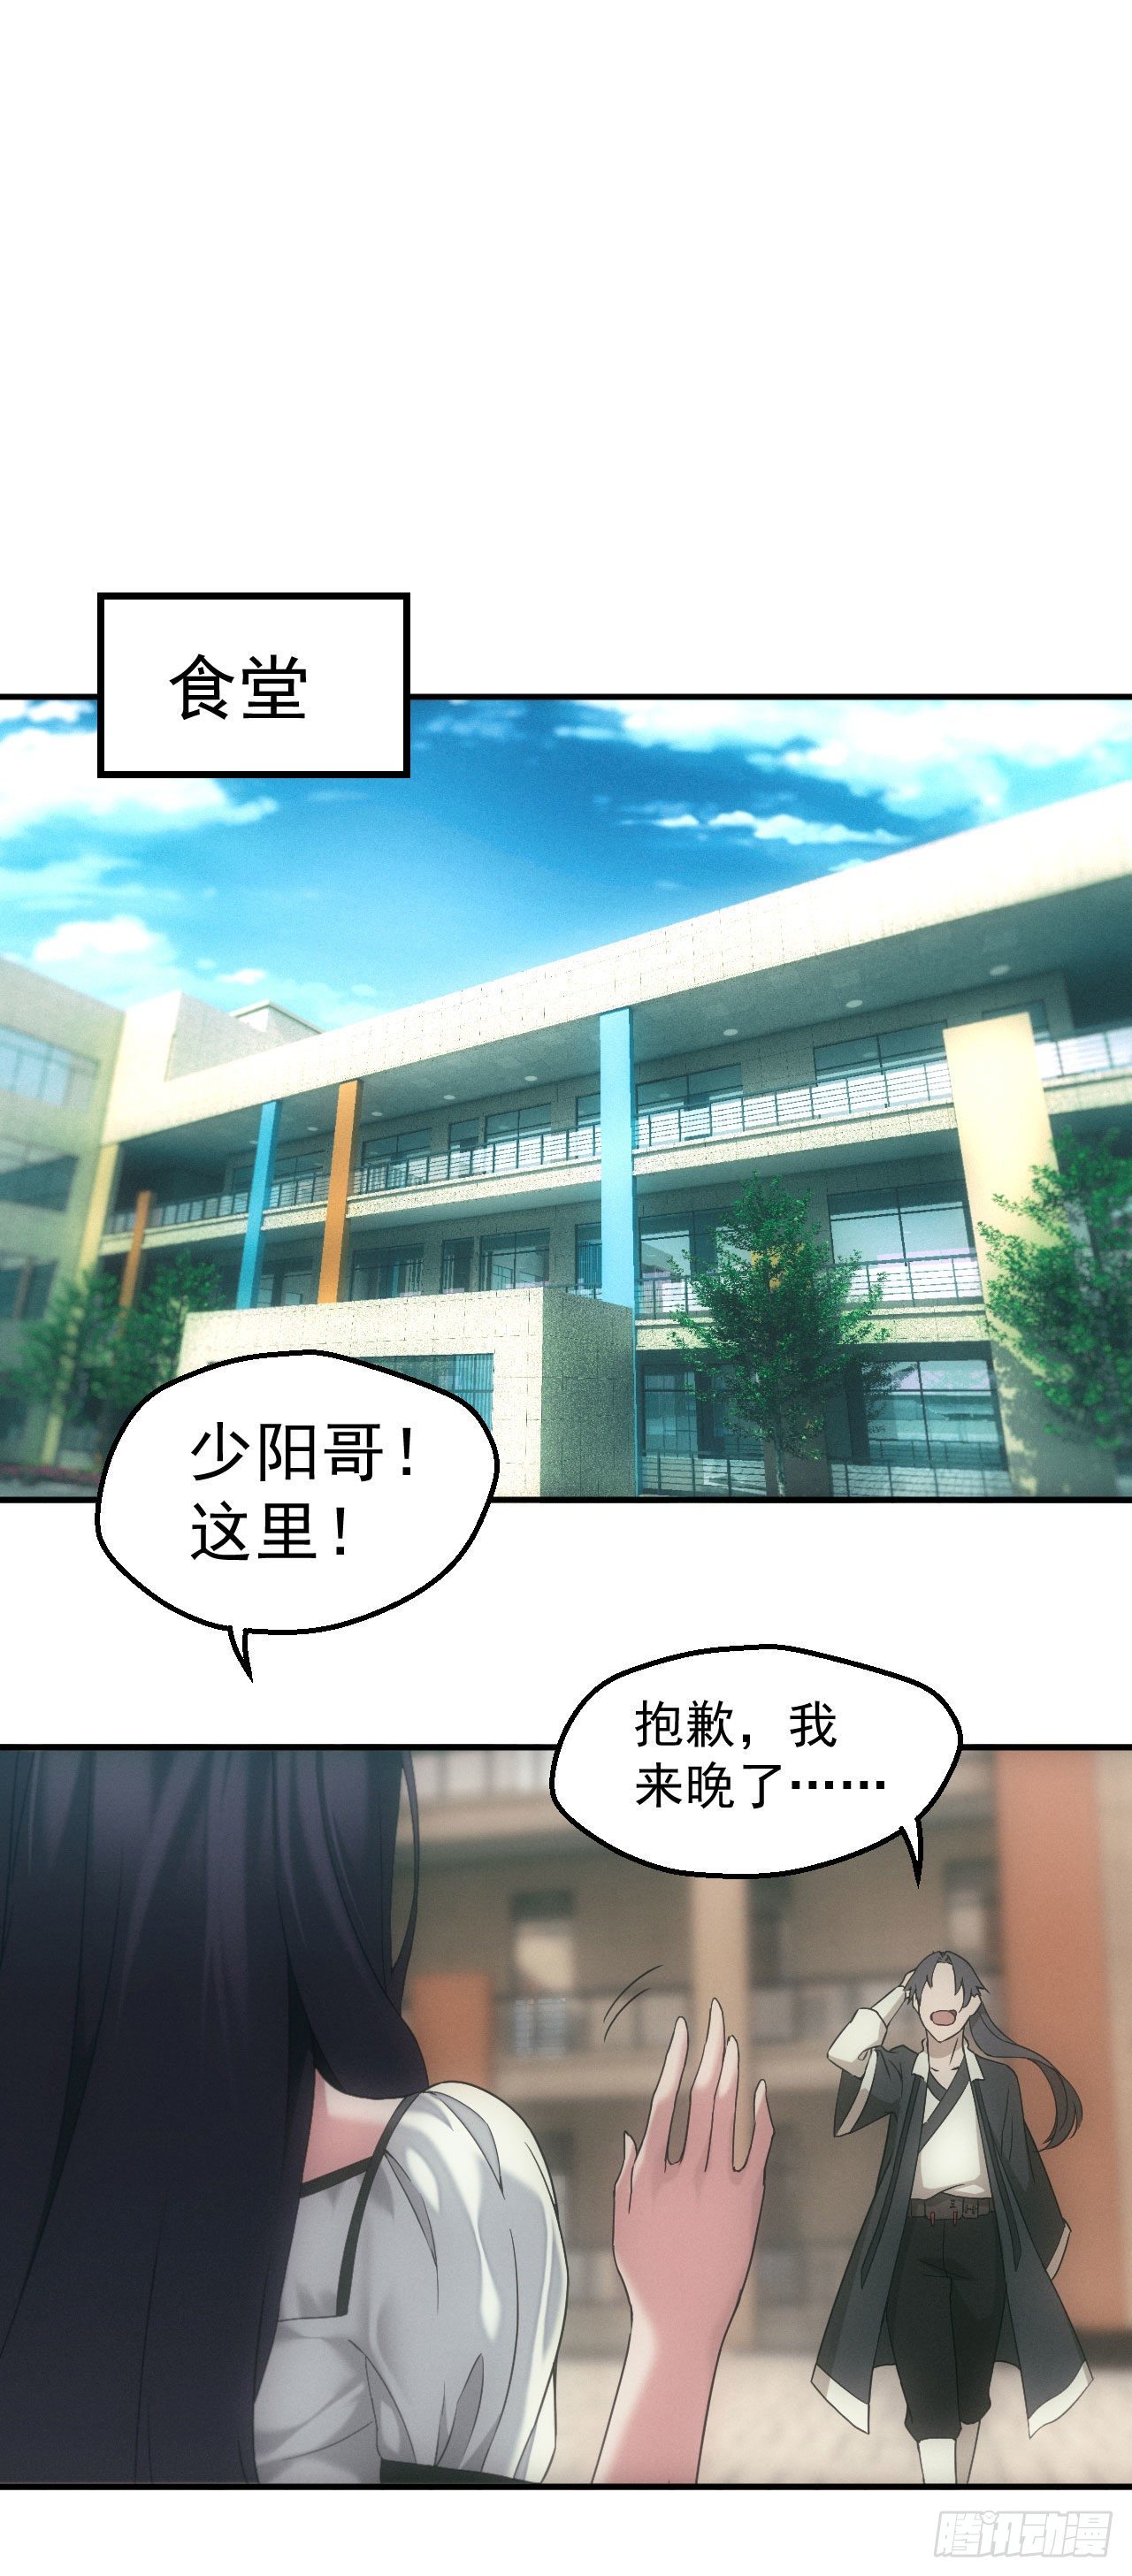 食堂
少阳哥！
这里！
抱歉，我
来晚了……
腾讯动漫